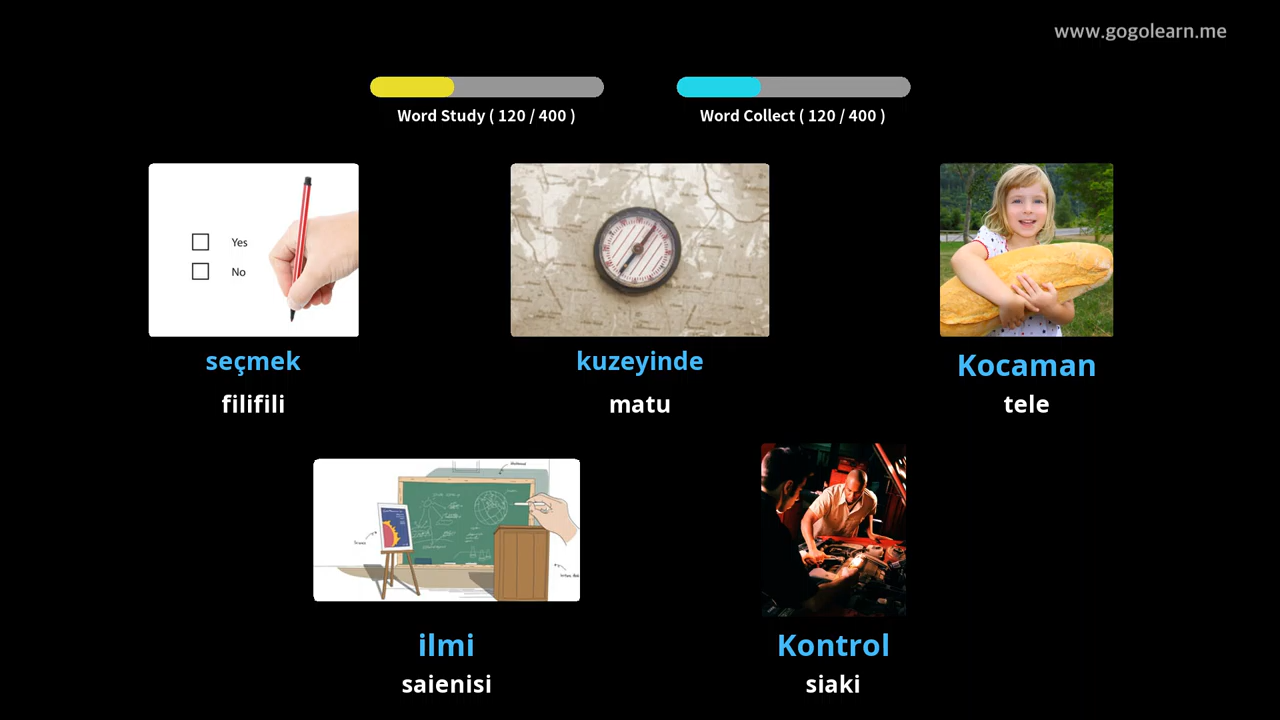 www.gogolearn.me
Word Study ( 120 / 400 )
Word Collect ( 120 / 400 )
Yes
No
seçmek
kuzeyinde
Kocaman
filifili
matu
tele
ilmi
Kontrol
saienisi
siaki